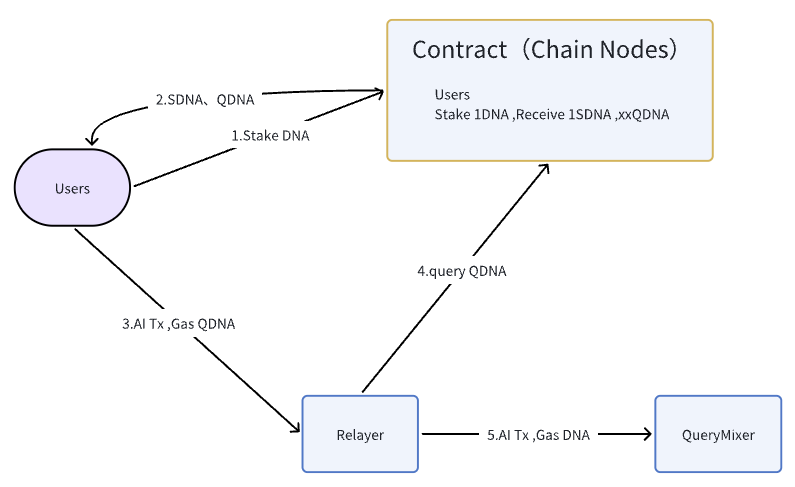 Contract（Chain Nodes）
Users
Stake 1DNA ,Receive 1SDNA ,xxQDNA
2.SDNA、QDNA
1.Stake DNA
Users
4.query QDNA
3.AI Tx ,Gas QDNA
Relayer
5.AI Tx ,Gas DNA
QueryMixer